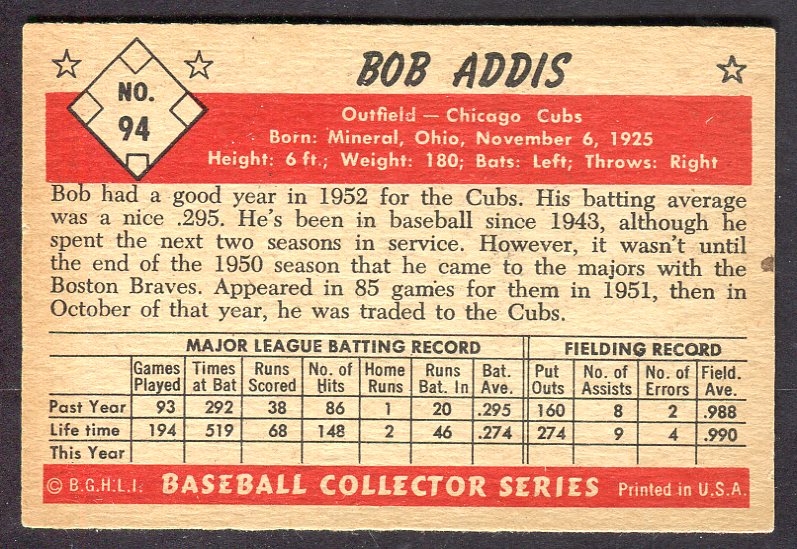 BOB ADDIS
NO.
94
Outfield — Chicago Cubs
Born: Mineral, Ohio, November 6, 1925
Height: 6 ft.; Weight: 180; Bats: Left; Throws: Right
Bob had a good year in 1952 for the Cubs. His batting average
was a nice .295. He's been in baseball since 1943, although he
spent the next two seasons in service. However, it wasn't until
the end of the 1950 season that he came to the majors with the
Boston Braves. Appeared in 85 games for them in 1951, then in
October of that year, he was traded to the Cubs.
MAJOR LEAGUE BATTING RECORD FIELDING RECORD
Games Times Runs No. of Home Runs Bat. Put No. of No. of Field.
Played at Bat Scored Hits Runs Bat. In Ave. Outs Assists Errors Ave.
Past Year 93 292 38 86 1 20 .295 160 8 2 .988
Life time 194 519 68 148 2 46 .274 274 9 4 .990
This Year
© B.G.H.L.I. BASEBALL COLLECTOR SERIES Printed in U.S.A.